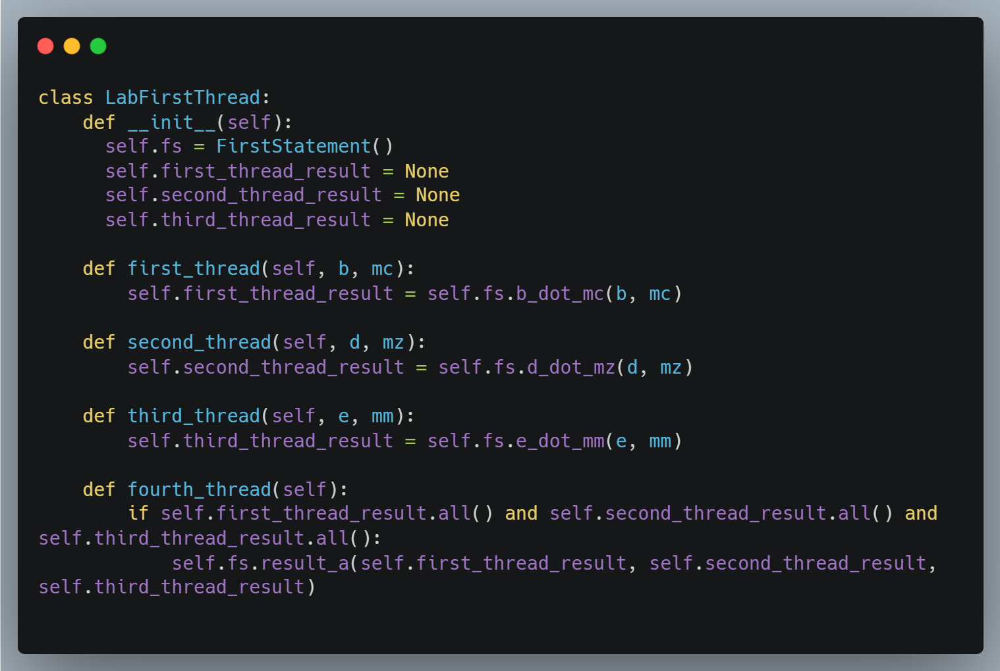 class LabFirstThread:
    def __init__(self):
      self.fs = FirstStatement()
      self.first_thread_result = None
      self.second_thread_result = None
      self.third_thread_result = None

    def first_thread(self, b, mc):
        self.first_thread_result = self.fs.b_dot_mc(b, mc)

    def second_thread(self, d, mz):
        self.second_thread_result = self.fs.d_dot_mz(d, mz)

    def third_thread(self, e, mm):
        self.third_thread_result = self.fs.e_dot_mm(e, mm)

    def fourth_thread(self):
        if self.first_thread_result.all() and self.second_thread_result.all() and
self.third_thread_result.all():
            self.fs.result_a(self.first_thread_result, self.second_thread_result,
self.third_thread_result)